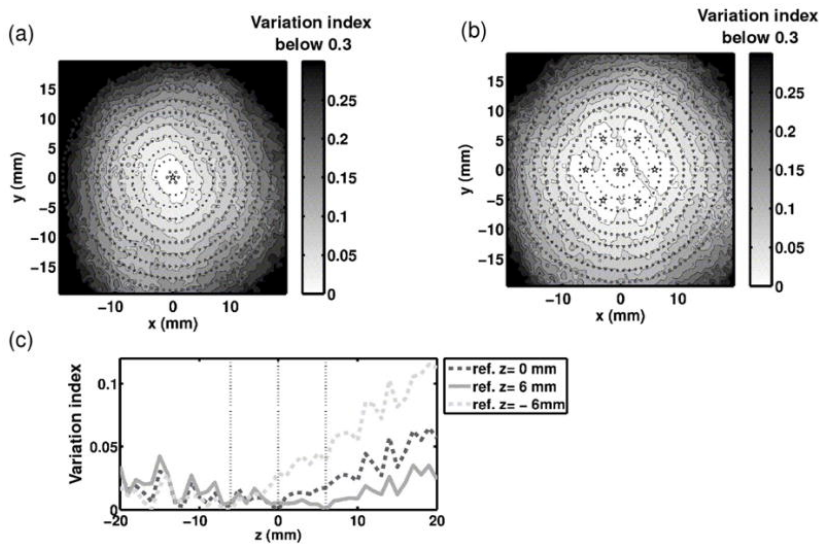 (a)
Variation index
below 0.3
y (mm)
15
10
5
0
−5
−10
−15
−10 0 10
x (mm)
0.25
0.2
0.15
0.1
0.05
0
(b)
Variation index
below 0.3
y (mm)
15
10
5
0
−5
−10
−15
−10 0 10
x (mm)
0.25
0.2
0.15
0.1
0.05
0
(c)
Variation index
0.1
0.05
0
−20 −10 0 10 20
z (mm)
ref. z= 0 mm
ref. z= 6 mm
ref. z= − 6mm